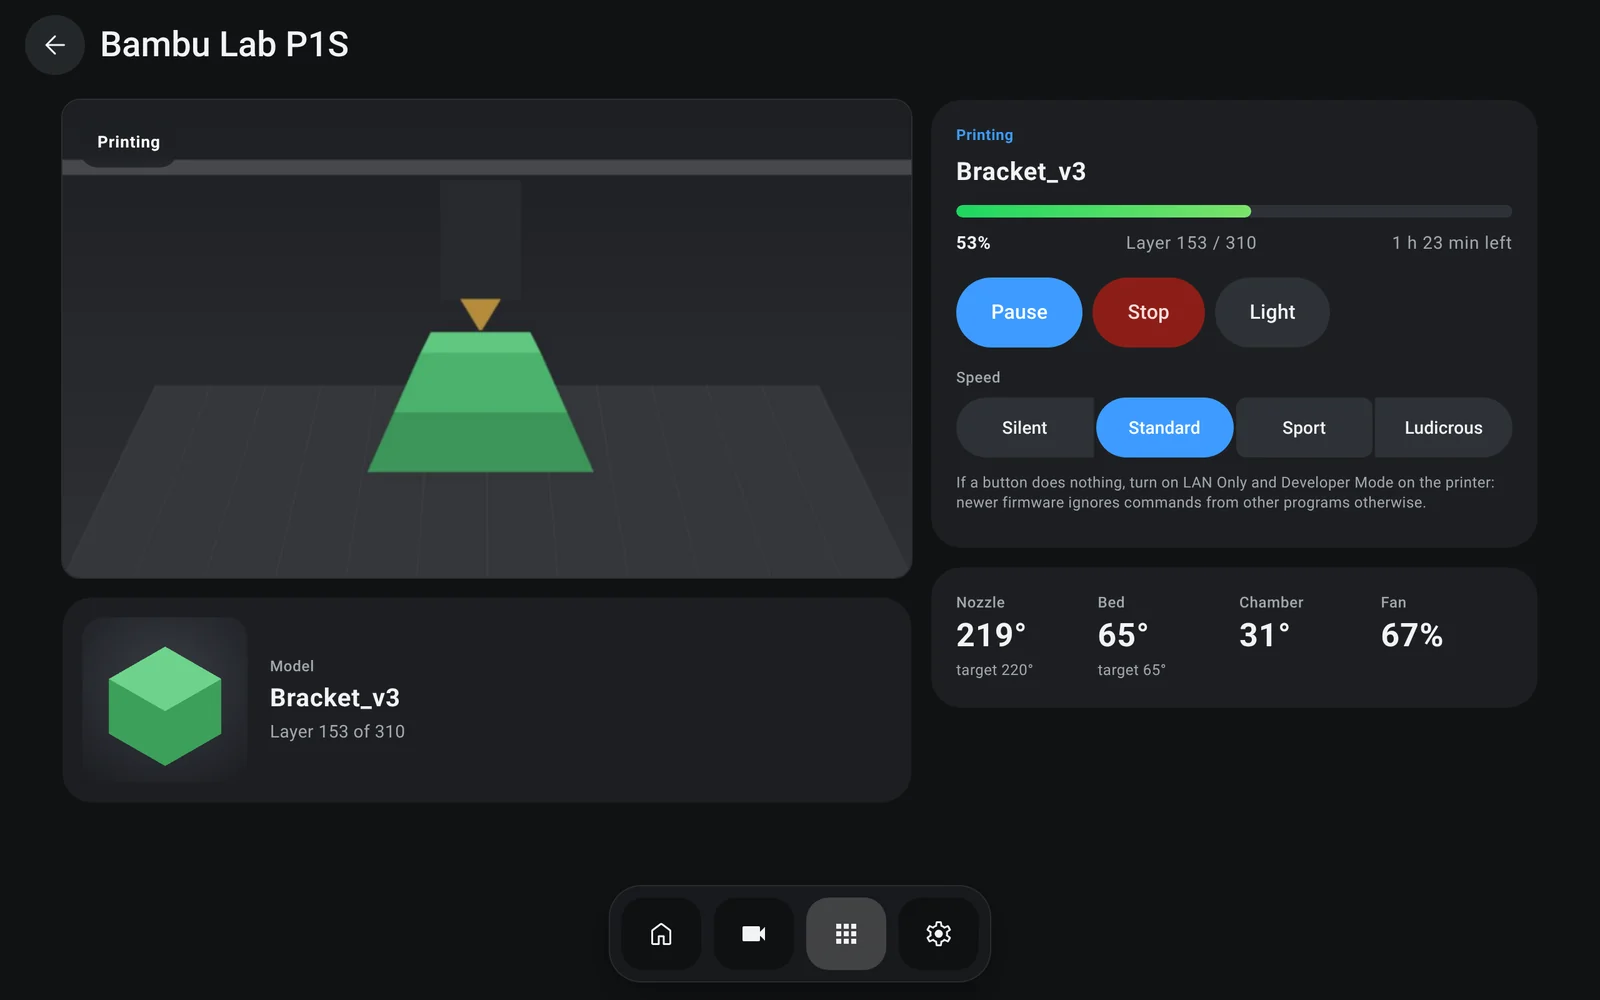 Bambu Lab P1S
Printing
Printing
Bracket_v3
53%
Layer 153 / 310
1 h 23 min left
Pause
Stop
Light
Speed
Silent
Standard
Sport
Ludicrous
If a button does nothing, turn on LAN Only and Developer Mode on the printer:
newer firmware ignores commands from other programs otherwise.
Model
Bracket_v3
Layer 153 of 310
Nozzle
219°
target 220°
Bed
65°
target 65°
Chamber
31°
Fan
67%